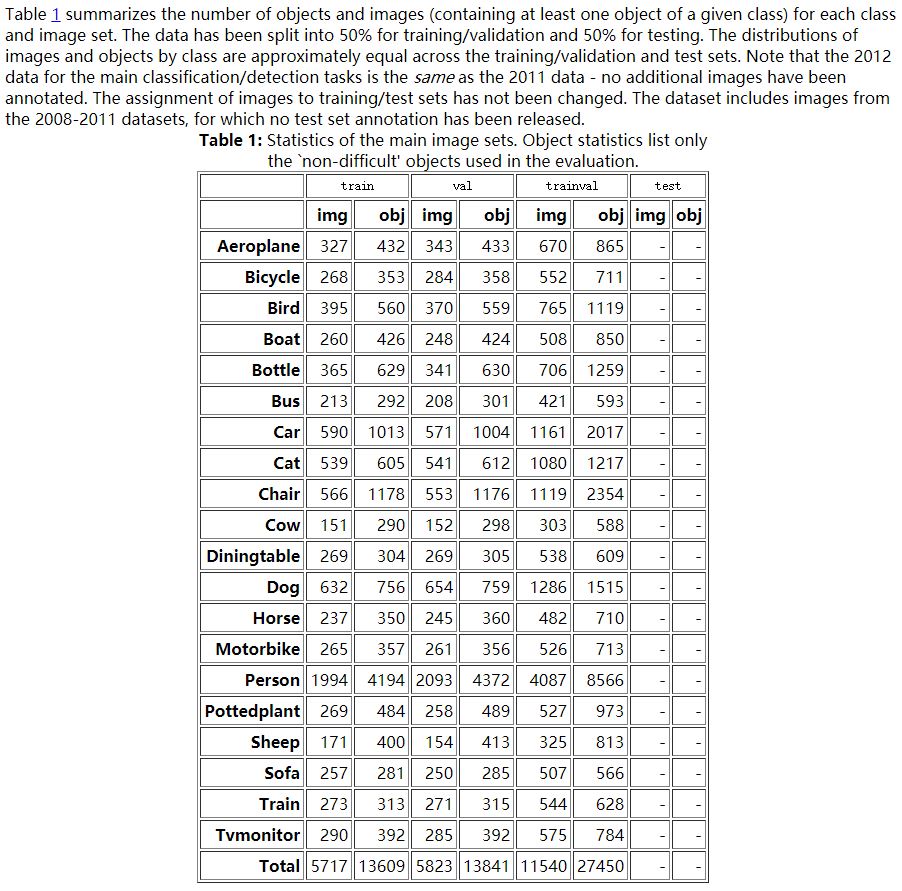 Table 1 summarizes the number of objects and images (containing at least one object of a given class) for each class
and image set. The data has been split into 50% for training/validation and 50% for testing. The distributions of
images and objects by class are approximately equal across the training/validation and test sets. Note that the 2012
data for the main classification/detection tasks is the same as the 2011 data - no additional images have been
annotated. The assignment of images to training/test sets has not been changed. The dataset includes images from
the 2008-2011 datasets, for which no test set annotation has been released.
Table 1: Statistics of the main image sets. Object statistics list only
the `non-difficult' objects used in the evaluation.
train val trainval test
img obj img obj img obj img obj
Aeroplane 327 432 343 433 670 865 - -
Bicycle 268 353 284 358 552 711 - -
Bird 395 560 370 559 765 1119 - -
Boat 260 426 248 424 508 850 - -
Bottle 365 629 341 630 706 1259 - -
Bus 213 292 208 301 421 593 - -
Car 590 1013 571 1004 1161 2017 - -
Cat 539 605 541 612 1080 1217 - -
Chair 566 1178 553 1176 1119 2354 - -
Cow 151 290 152 298 303 588 - -
Diningtable 269 304 269 305 538 609 - -
Dog 632 756 654 759 1286 1515 - -
Horse 237 350 245 360 482 710 - -
Motorbike 265 357 261 356 526 713 - -
Person 1994 4194 2093 4372 4087 8566 - -
Pottedplant 269 484 258 489 527 973 - -
Sheep 171 400 154 413 325 813 - -
Sofa 257 281 250 285 507 566 - -
Train 273 313 271 315 544 628 - -
Tvmonitor 290 392 285 392 575 784 - -
Total 5717 13609 5823 13841 11540 27450 - -